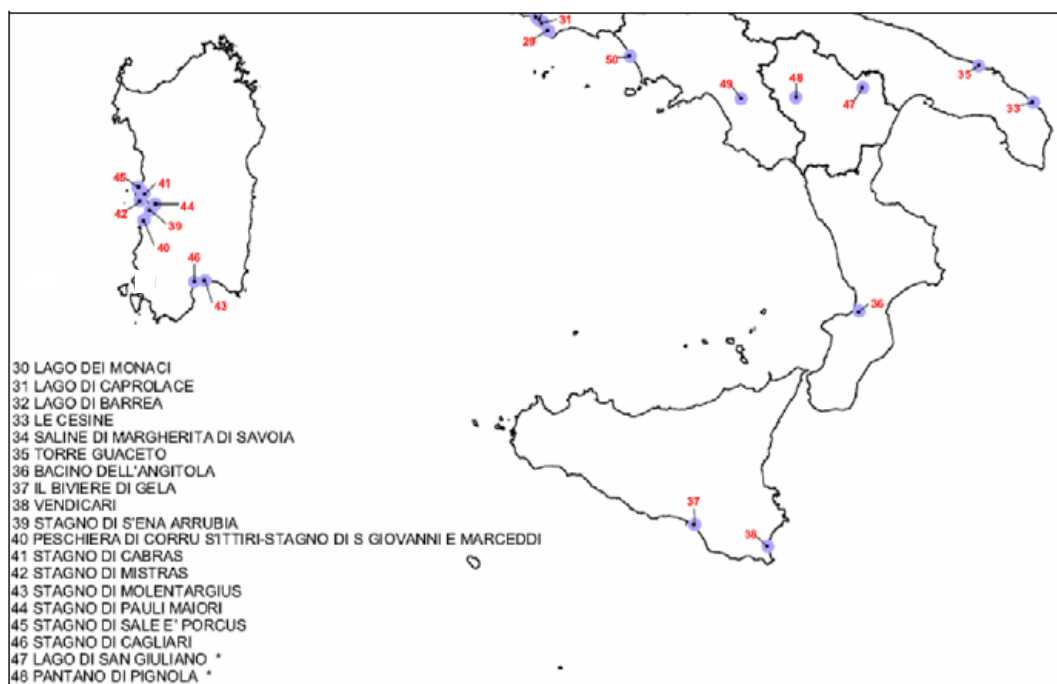 31
29
50
49
48
47
35
33
45
41
42
44
39
40
46
43
36
37
38
30 LAGO DEI MONACI
31 LAGO DI CAPROLACE
32 LAGO DI BARREA
33 LE CESINE
34 SALINE DI MARGHERITA DI SAVOIA
35 TORRE GUACETO
36 BACINO DELL'ANGITOLA
37 IL BIVIERE DI GELA
38 VENDICARI
39 STAGNO DI S'ENA ARRUBIA
40 PESCHIERA DI CORRU S'ITTIRI-STAGNO DI S GIOVANNI E MARCEDDI
41 STAGNO DI CABRAS
42 STAGNO DI MISTRAS
43 STAGNO DI MOLENTARGIUS
44 STAGNO DI PAULI MAIORI
45 STAGNO DI SALE E' PORCUS
46 STAGNO DI CAGLIARI
47 LAGO DI SAN GIULIANO *
48 PANTANO DI PIGNOLA *